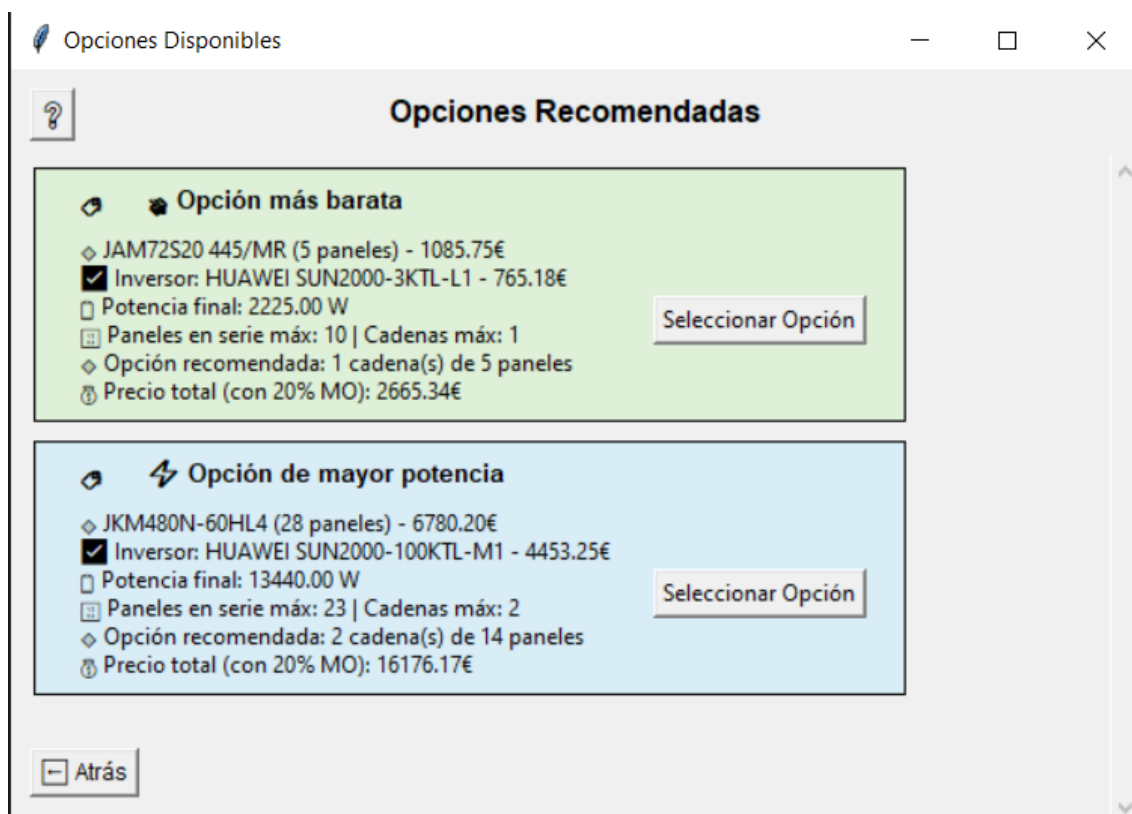 Opciones Disponibles
?
Opciones Recomendadas
Opción más barata
JAM72S20 445/MR (5 paneles) - 1085.75€
Inversor: HUAWEI SUN2000-3KTL-L1 - 765.18€
Potencia final: 2225.00 W
Paneles en serie máx: 10 | Cadenas máx: 1
Opción recomendada: 1 cadena(s) de 5 paneles
Precio total (con 20% MO): 2665.34€
Seleccionar Opción
Opción de mayor potencia
JKM480N-60HL4 (28 paneles) - 6780.20€
Inversor: HUAWEI SUN2000-100KTL-M1 - 4453.25€
Potencia final: 13440.00 W
Paneles en serie máx: 23 | Cadenas máx: 2
Opción recomendada: 2 cadena(s) de 14 paneles
Precio total (con 20% MO): 16176.17€
Seleccionar Opción
Atrás